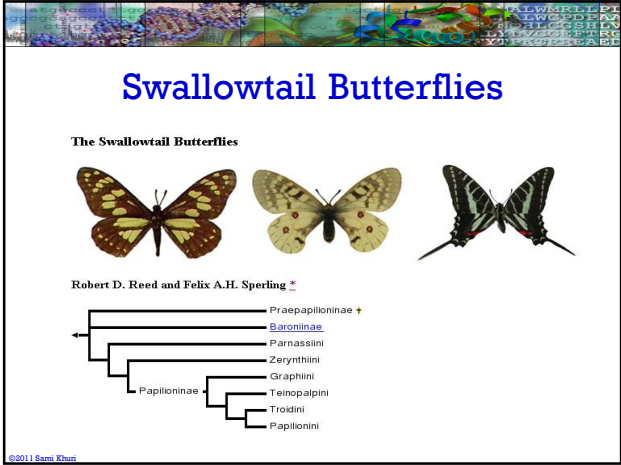 Swallowtail Butterflies
The Swallowtail Butterflies
Robert D. Reed and Felix A.H. Sperling *
Praepapilioninae †
Baroniinae
Parnassiini
Zerynthiini
Graphiini
Papilioninae
Teinopalpini
Troidini
Papilionini
©2011 Sami Khuri